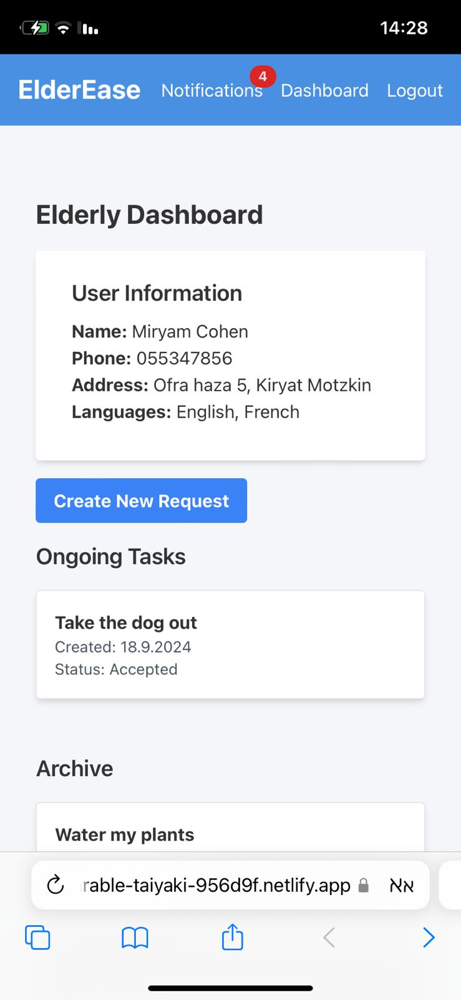 14:28
ElderEase Notifications 4 Dashboard Logout
Elderly Dashboard
User Information
Name: Miryam Cohen
Phone: 055347856
Address: Ofra haza 5, Kiryat Motzkin
Languages: English, French
Create New Request
Ongoing Tasks
Take the dog out
Created: 18.9.2024
Status: Accepted
Archive
Water my plants
rable-taiyaki-956d9f.netlify.app אא